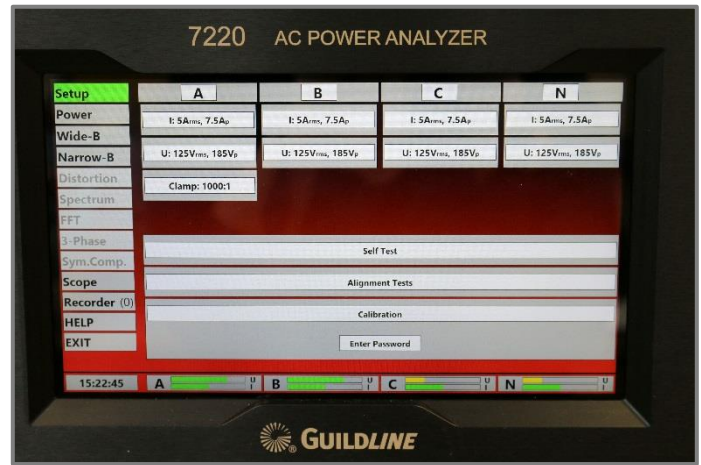 7220 AC POWER ANALYZER
Setup A B C N
Power I: 5Arms, 7.5Ap I: 5Arms, 7.5Ap I: 5Arms, 7.5Ap I: 5Arms, 7.5Ap
Wide-B
Narrow-B U: 125Vrms, 185Vp U: 125Vrms, 185Vp U: 125Vrms, 185Vp U: 125Vrms, 185Vp
Distortion Clamp: 1000:1
Spectrum
FFT
3-Phase Self Test
Sym.Comp.
Scope Alignment Tests
Recorder (0)
HELP Calibration
EXIT Enter Password
15:22:45 A U I B U I C U I N U I
GUILDLINE